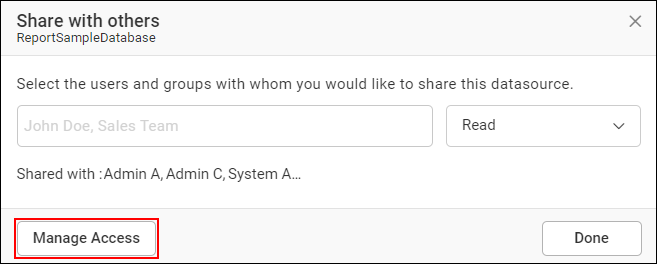 Share with others
ReportSampleDatabase
Select the users and groups with whom you would like to share this datasource.
John Doe, Sales Team
Read
Shared with :Admin A, Admin C, System A...
Manage Access
Done